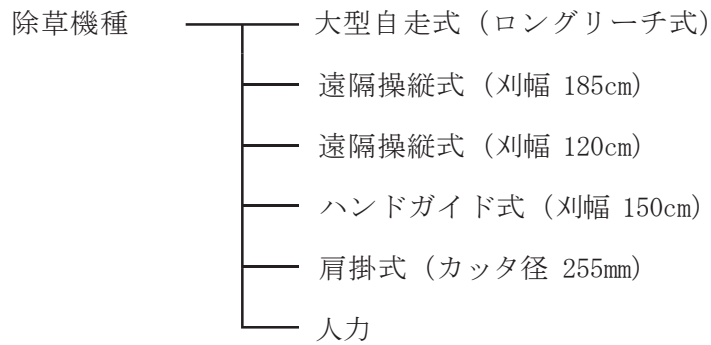 除草機種 大型自走式（ロングリーチ式）
遠隔操縦式（刈幅 185cm）
遠隔操縦式（刈幅 120cm）
ハンドガイド式（刈幅 150cm）
肩掛式（カッタ径 255mm）
人力